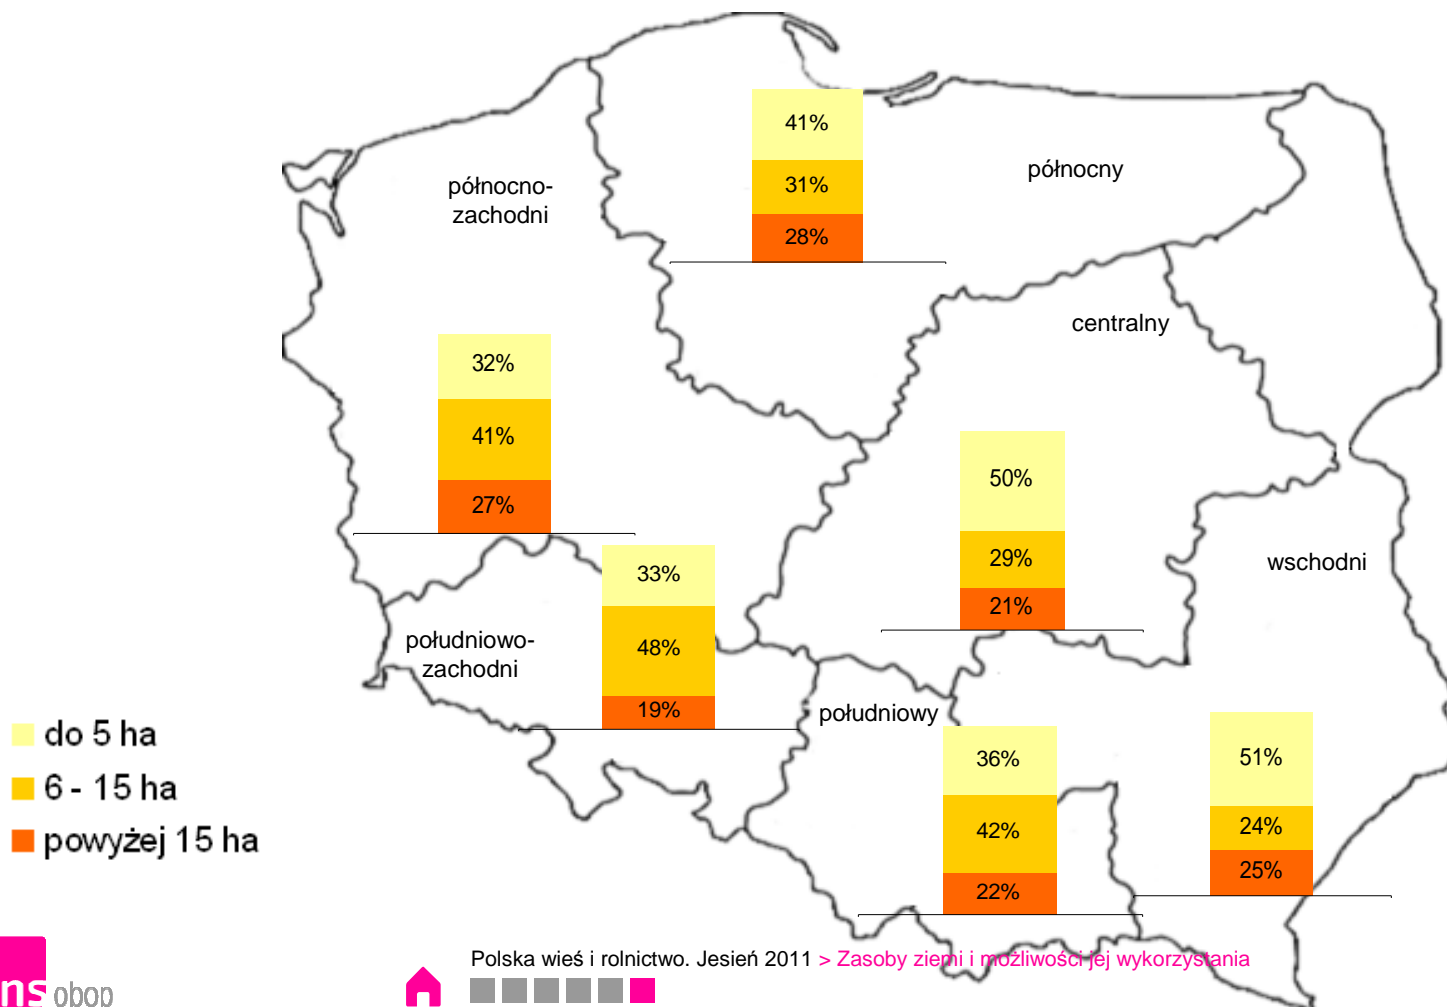 41%
31%
28%
północny
północno-
zachodni
centralny
32%
41%
27%
50%
29%
21%
wschodni
33%
48%
19%
południowo-
zachodni
południowy
36%
42%
22%
51%
24%
25%
do 5 ha
6 - 15 ha
powyżej 15 ha
Polska wieś i rolnictwo. Jesień 2011 > Zasoby ziemi i możliwości jej wykorzystania
ns obop